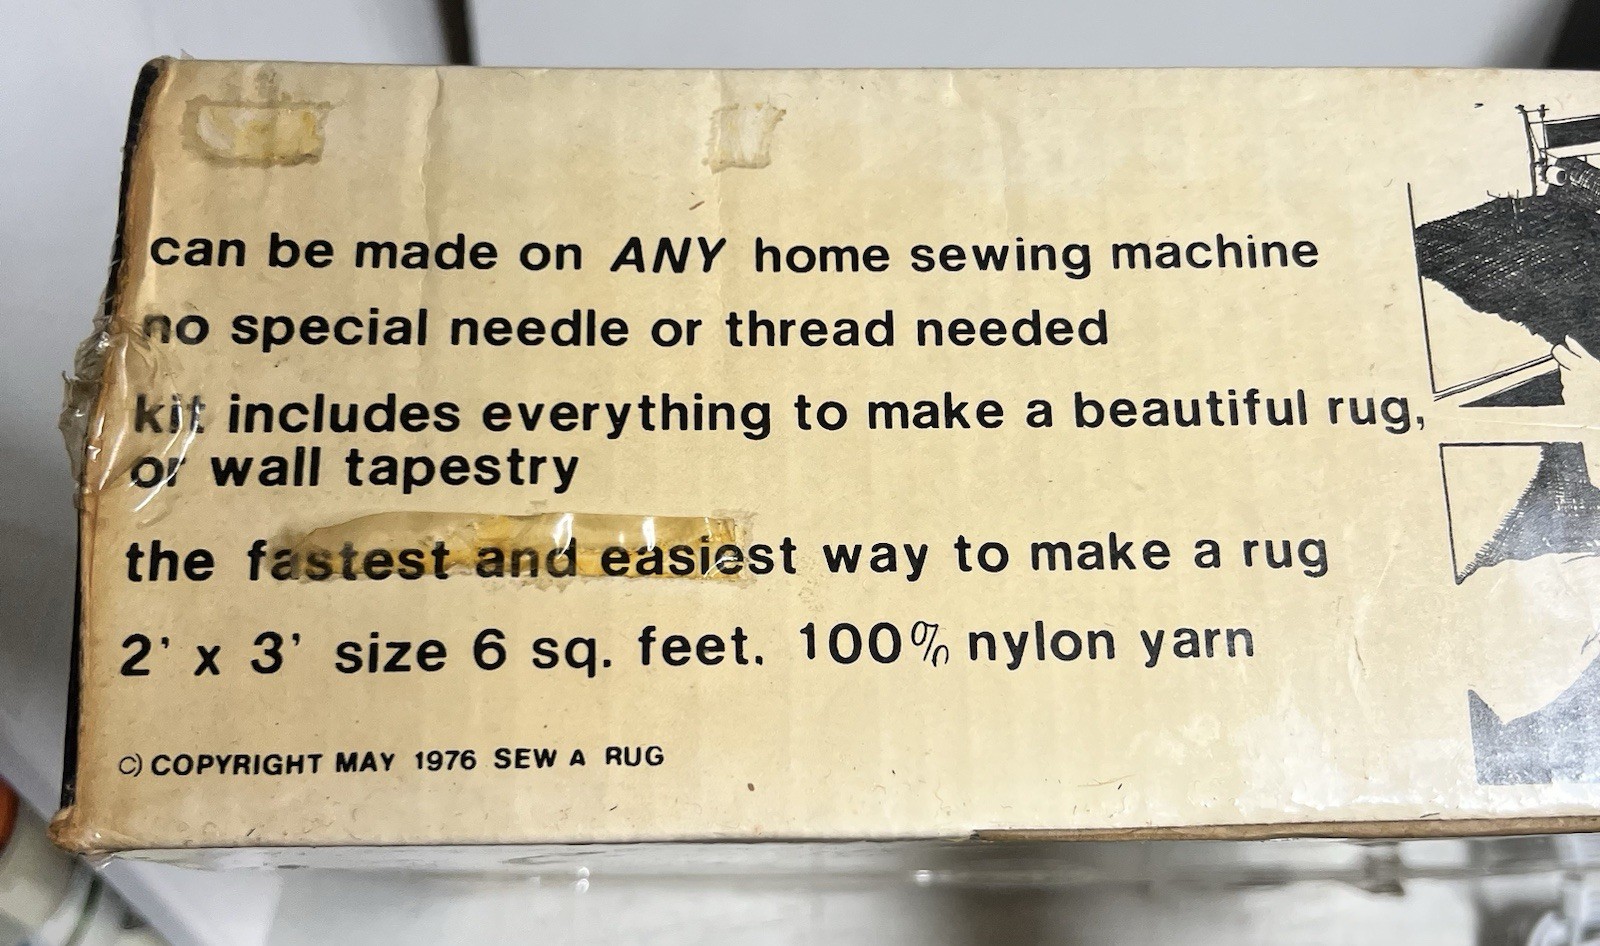 can be made on ANY home sewing machine
no special needle or thread needed
kit includes everything to make a beautiful rug,
or wall tapestry
the fastest and easiest way to make a rug
2' x 3' size 6 sq. feet. 100% nylon yarn
©) COPYRIGHT MAY 1976 SEW A RUG